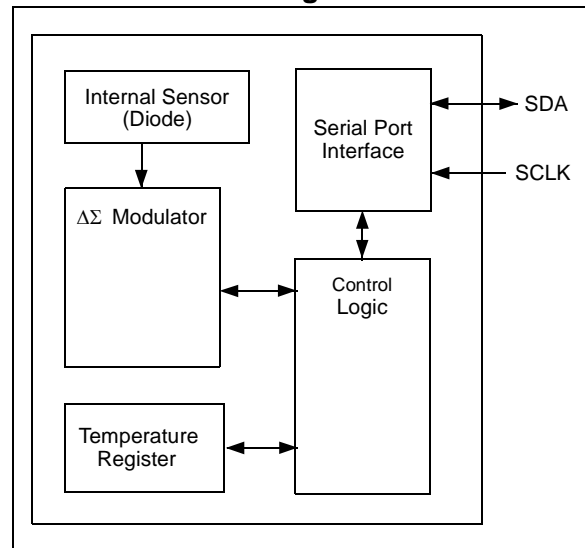 Internal Sensor
(Diode)
ΔΣ Modulator
Temperature
Register
Serial Port
Interface
Control
Logic
SDA
SCLK